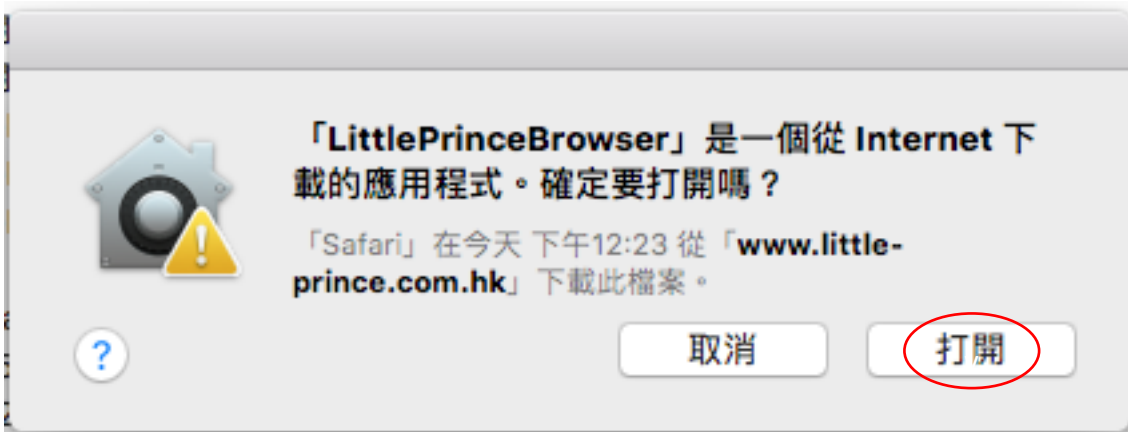 「LittlePrinceBrowser」是一個從 Internet 下
載的應用程式。確定要打開嗎？
「Safari」在今天 下午12:23 從「www.little-
prince.com.hk」下載此檔案。
?
取消
打開